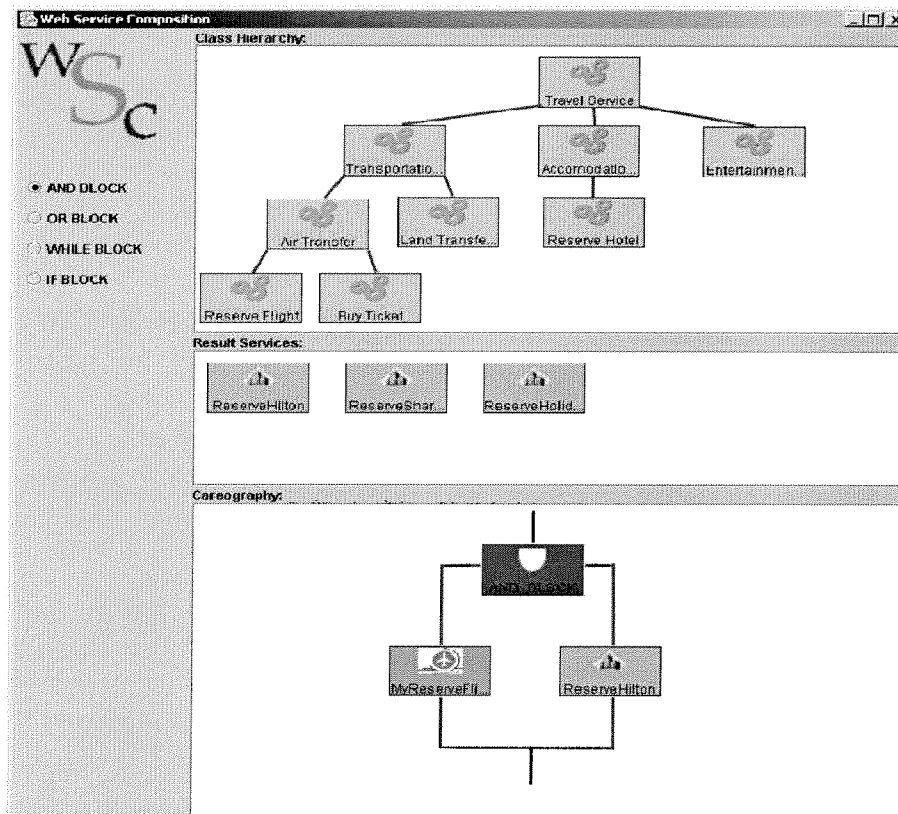 Web Service Composition
WSC
AND BLOCK
OR BLOCK
WHILE BLOCK
IF BLOCK
Class Hierarchy:
Travel Service
Transportatio...
Accomodatio...
Entertainmen...
Air Transfer
Land Transfe...
Reserve Hotel
Reserve Flight
Buy Ticket
Result Services:
ReserveHilton
ReserveShar...
ReserveHolid...
Careography:
AND_BLOCK
MyReserveFli...
ReserveHilton